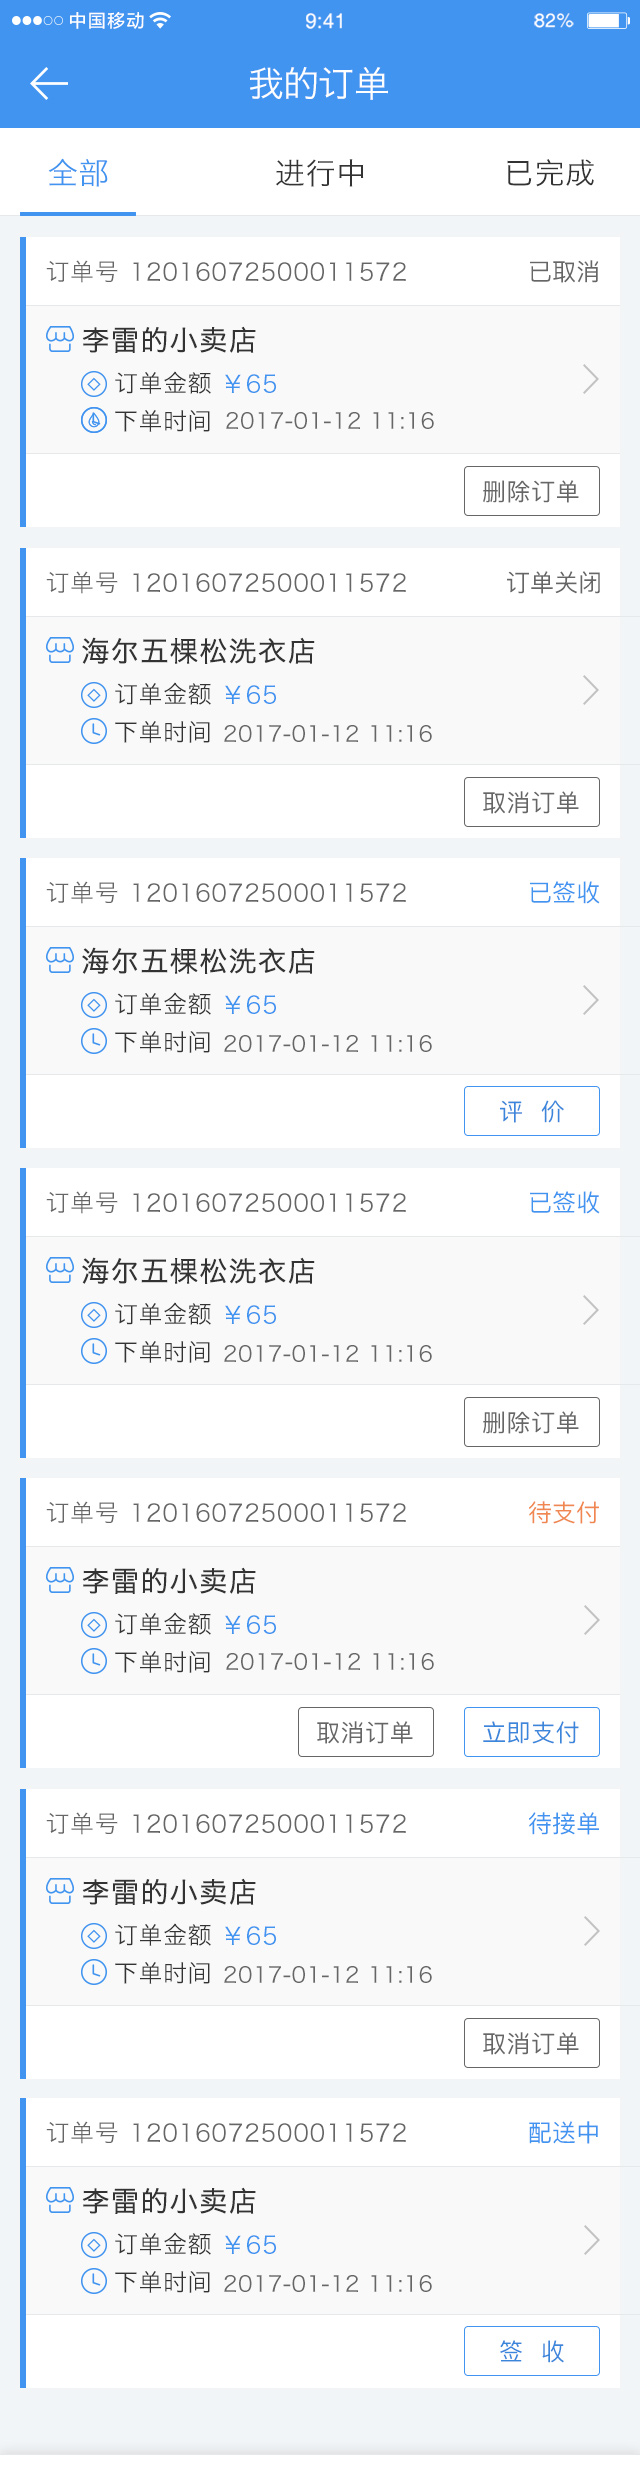 中国移动 9:41 82%
我的订单
全部 进行中 已完成
订单号 12016072500011572 已取消
李雷的小卖店
订单金额 ¥65
下单时间 2017-01-12 11:16
删除订单
订单号 12016072500011572 订单关闭
海尔五棵松洗衣店
订单金额 ¥65
下单时间 2017-01-12 11:16
取消订单
订单号 12016072500011572 已签收
海尔五棵松洗衣店
订单金额 ¥65
下单时间 2017-01-12 11:16
评 价
订单号 12016072500011572 已签收
海尔五棵松洗衣店
订单金额 ¥65
下单时间 2017-01-12 11:16
删除订单
订单号 12016072500011572 待支付
李雷的小卖店
订单金额 ¥65
下单时间 2017-01-12 11:16
取消订单 立即支付
订单号 12016072500011572 待接单
李雷的小卖店
订单金额 ¥65
下单时间 2017-01-12 11:16
取消订单
订单号 12016072500011572 配送中
李雷的小卖店
订单金额 ¥65
下单时间 2017-01-12 11:16
签 收